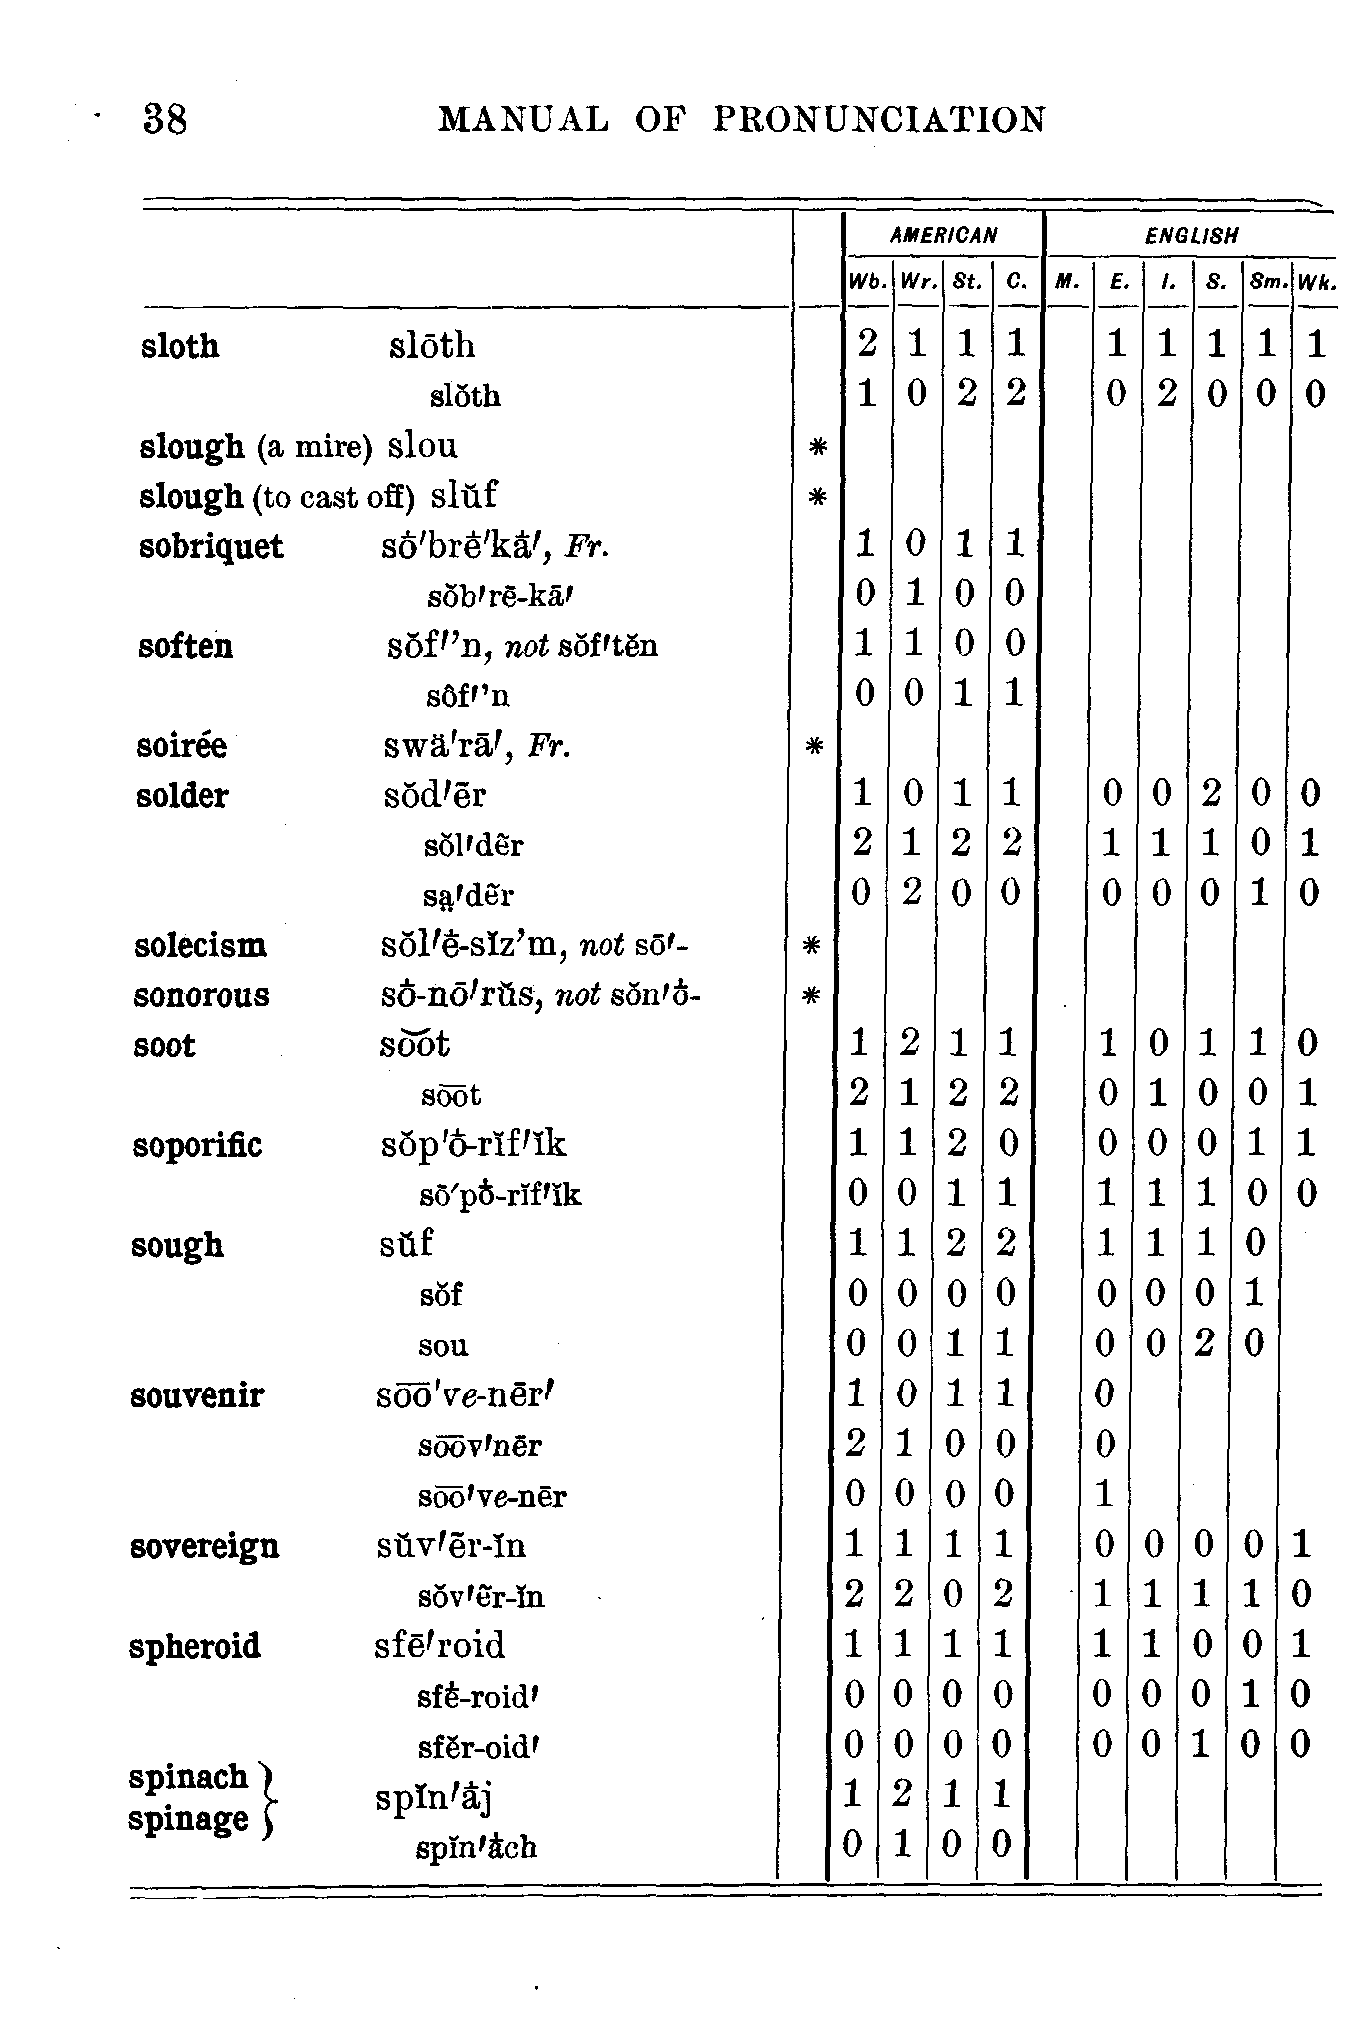 38 MANUAL OF PRONUNCIATION
AMERICAN ENGLISH
Wb. Wr. St. C. M. E. I. S. Sm. Wk.
sloth slōth 2 1 1 1 1 1 1 1 1
slŏth 1 0 2 2 0 2 0 0 0
slough (a mire) slou *
slough (to cast off) slŭf *
sobriquet sȯ′brē̇′kā̇′, Fr. 1 0 1 1
sŏb′rē-kā′ 0 1 0 0
soften sŏf′’n, not sŏf′tĕn 1 1 0 0
sôf′’n 0 0 1 1
soirée swä′rā′, Fr. *
solder sŏd′ẽr 1 0 1 1 0 0 2 0 0
sŏl′dẽr 2 1 2 2 1 1 1 0 1
sa̤′dẽr 0 2 0 0 0 0 0 1 0
solecism sŏl′ē̇-sĭz’m, not sō′- *
sonorous sō̇-nō′rŭs, not sŏn′ō̇- *
soot so͝ot 1 2 1 1 1 0 1 1 0
so͞ot 2 1 2 2 0 1 0 0 1
soporific sŏp′ō̇-rĭf′ĭk 1 1 2 0 0 0 0 1 1
sō′pō̇-rĭf′ĭk 0 0 1 1 1 1 1 0 0
sough sŭf 1 1 2 2 1 1 1 0
sŏf 0 0 0 0 0 0 0 1
sou 0 0 1 1 0 0 2 0
souvenir so͞o′ve-nēr′ 1 0 1 1 0
so͞ov′nēr 2 1 0 0 0
so͞o′ve-nēr 0 0 0 0 1
sovereign sŭv′ẽr-ĭn 1 1 1 1 0 0 0 0 1
sŏv′ẽr-ĭn 2 2 0 2 1 1 1 1 0
spheroid sfē′roid 1 1 1 1 1 1 0 0 1
sfē̇-roid′ 0 0 0 0 0 0 0 1 0
sfĕr-oid′ 0 0 0 0 0 0 1 0 0
spinach }
spinage } spĭn′ā̇j 1 2 1 1
spĭn′ā̇ch 0 1 0 0